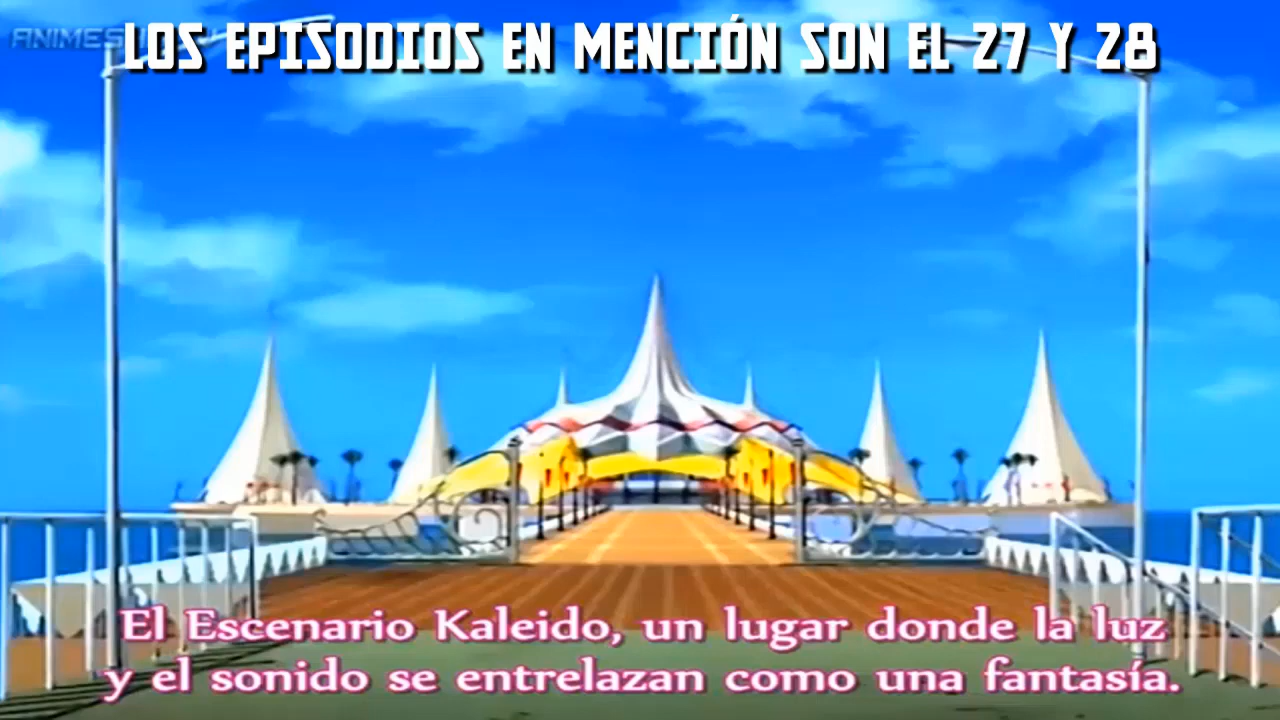 LOS EPISODIOS EN MENCIÓN SON EL 27 Y 28
El Escenario Kaleido, un lugar donde la luz
y el sonido se entrelazan como una fantasía.